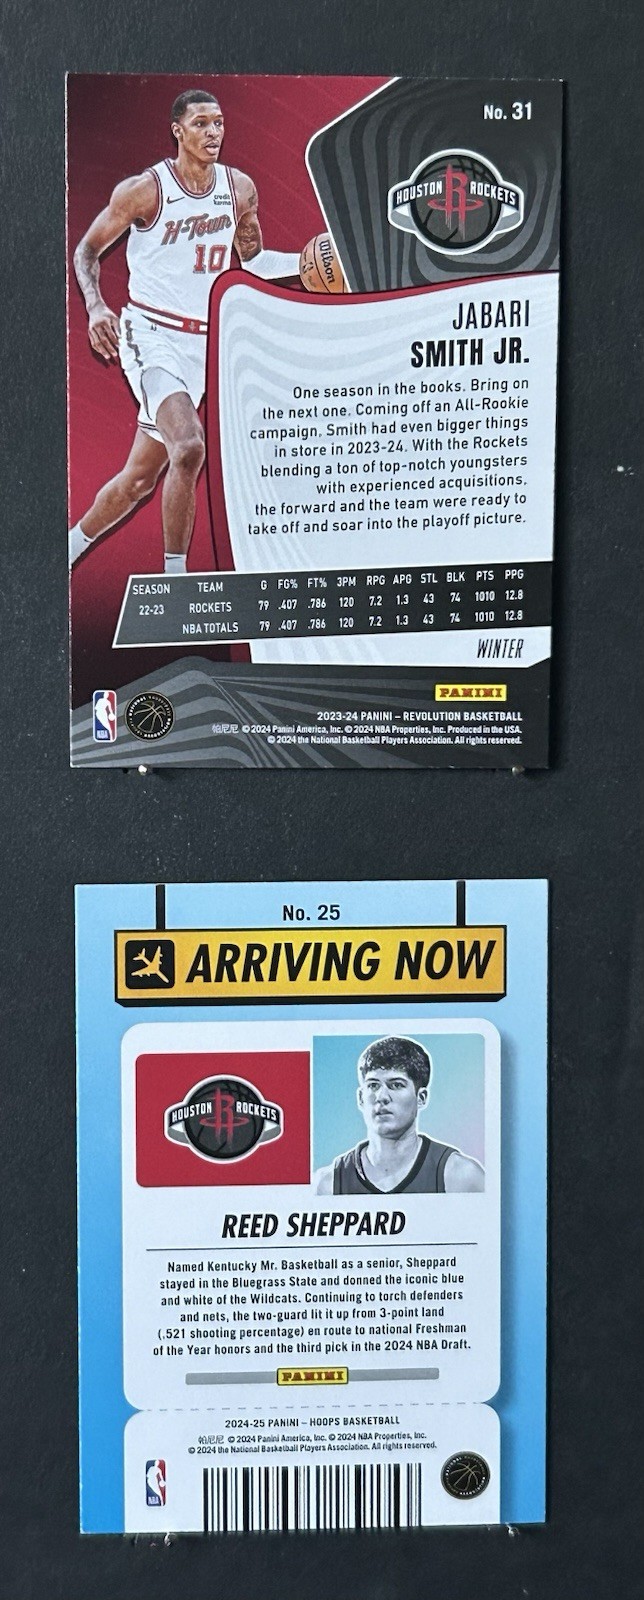 No. 31
HOUSTON ROCKETS
credit karma
H-Town
10
Wilson
JABARI
SMITH JR.
One season in the books. Bring on
the next one. Coming off an All-Rookie
campaign, Smith had even bigger things
in store in 2023-24. With the Rockets
blending a ton of top-notch youngsters
with experienced acquisitions,
the forward and the team were ready to
take off and soar into the playoff picture.
SEASON TEAM G FG% FT% 3PM RPG APG STL BLK PTS PPG
22-23 ROCKETS 79 .407 .786 120 7.2 1.3 43 74 1010 12.8
NBA TOTALS 79 .407 .786 120 7.2 1.3 43 74 1010 12.8
WINTER
PANINI
2023-24 PANINI – REVOLUTION BASKETBALL
帕尼尼 © 2024 Panini America, Inc. © 2024 NBA Properties, Inc. Produced in the USA.
© 2024 the National Basketball Players Association. All rights reserved.
NBA
No. 25
ARRIVING NOW
HOUSTON ROCKETS
REED SHEPPARD
Named Kentucky Mr. Basketball as a senior, Sheppard
stayed in the Bluegrass State and donned the iconic blue
and white of the Wildcats. Continuing to torch defenders
and nets, the two-guard lit it up from 3-point land
(.521 shooting percentage) en route to national Freshman
of the Year honors and the third pick in the 2024 NBA Draft.
PANINI
2024-25 PANINI – HOOPS BASKETBALL
帕尼尼 © 2024 Panini America, Inc. © 2024 NBA Properties, Inc.
© 2024 the National Basketball Players Association. All rights reserved.
NBA